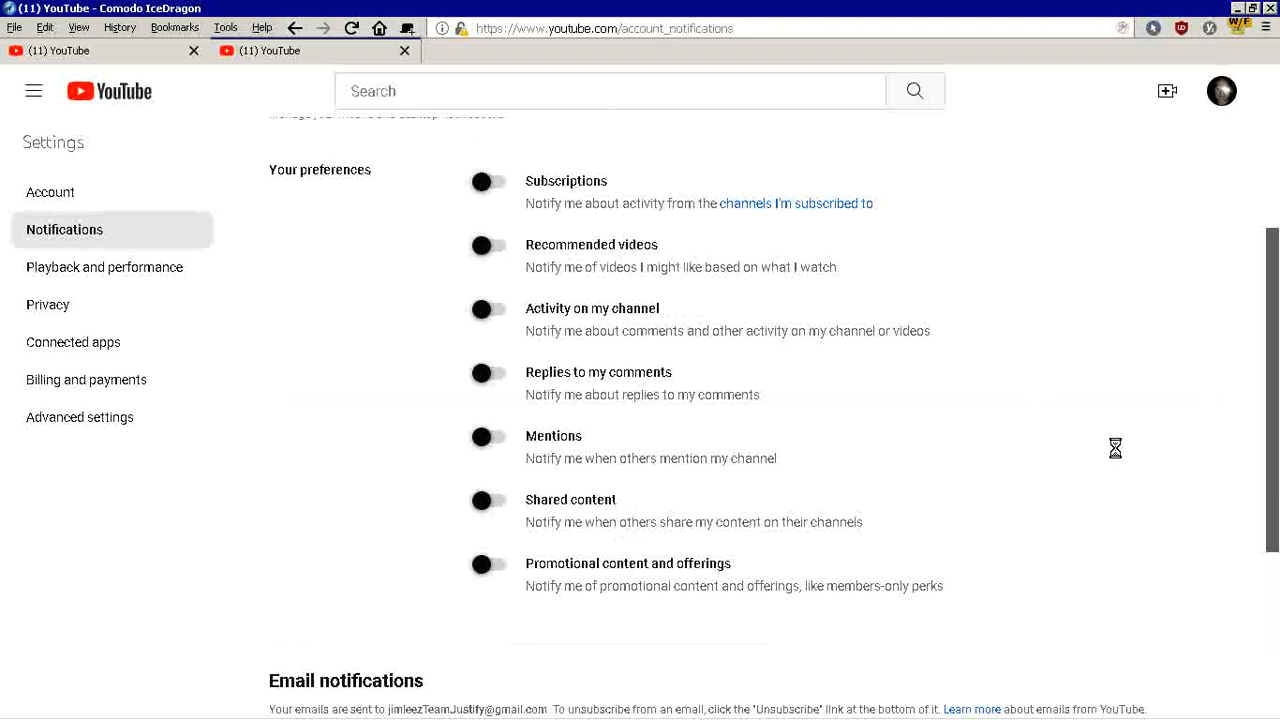 (11) YouTube - Comodo IceDragon
File Edit View History Bookmarks Tools Help
https://www.youtube.com/account_notifications
W/F
(11) YouTube
(11) YouTube
YouTube
Search
Settings
Account
Notifications
Playback and performance
Privacy
Connected apps
Billing and payments
Advanced settings
Your preferences
Subscriptions
Notify me about activity from the channels I'm subscribed to
Recommended videos
Notify me of videos I might like based on what I watch
Activity on my channel
Notify me about comments and other activity on my channel or videos
Replies to my comments
Notify me about replies to my comments
Mentions
Notify me when others mention my channel
Shared content
Notify me when others share my content on their channels
Promotional content and offerings
Notify me of promotional content and offerings, like members-only perks
Email notifications
Your emails are sent to jimleezTeamJustify@gmail.com To unsubscribe from an email, click the "Unsubscribe" link at the bottom of it. Learn more about emails from YouTube.